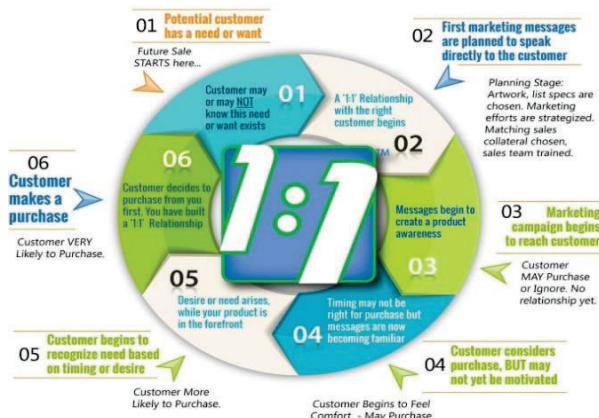 01 Potential customer
has a need or want
Future Sale
STARTS here...
02 First marketing messages
are planned to speak
directly to the customer
Planning Stage:
Artwork, list specs are
chosen. Marketing
efforts are strategized.
Matching sales
collateral chosen,
sales team trained.
03 Marketing
campaign begins
to reach customer
Customer
MAY Purchase
or Ignore. No
relationship yet.
04 Customer considers
purchase, BUT may
not yet be motivated
Customer Begins to Feel
Comfort - May Purchase
05 Customer begins to
recognize need based
on timing or desire
Customer More
Likely to Purchase.
06
Customer
makes a
purchase
Customer VERY
Likely to Purchase.
Customer may
or may NOT
know this need
or want exists
01
A '1:1' Relationship
with the right
customer begins
02
Messages begin to
create a product
awareness
03
Timing may not be
right for purchase but
messages are now
becoming familiar
04
05
Desire or need arises,
while your product is
in the forefront
06
Customer decides to
purchase from you
first. You have built
a '1:1' Relationship
1:1
TM